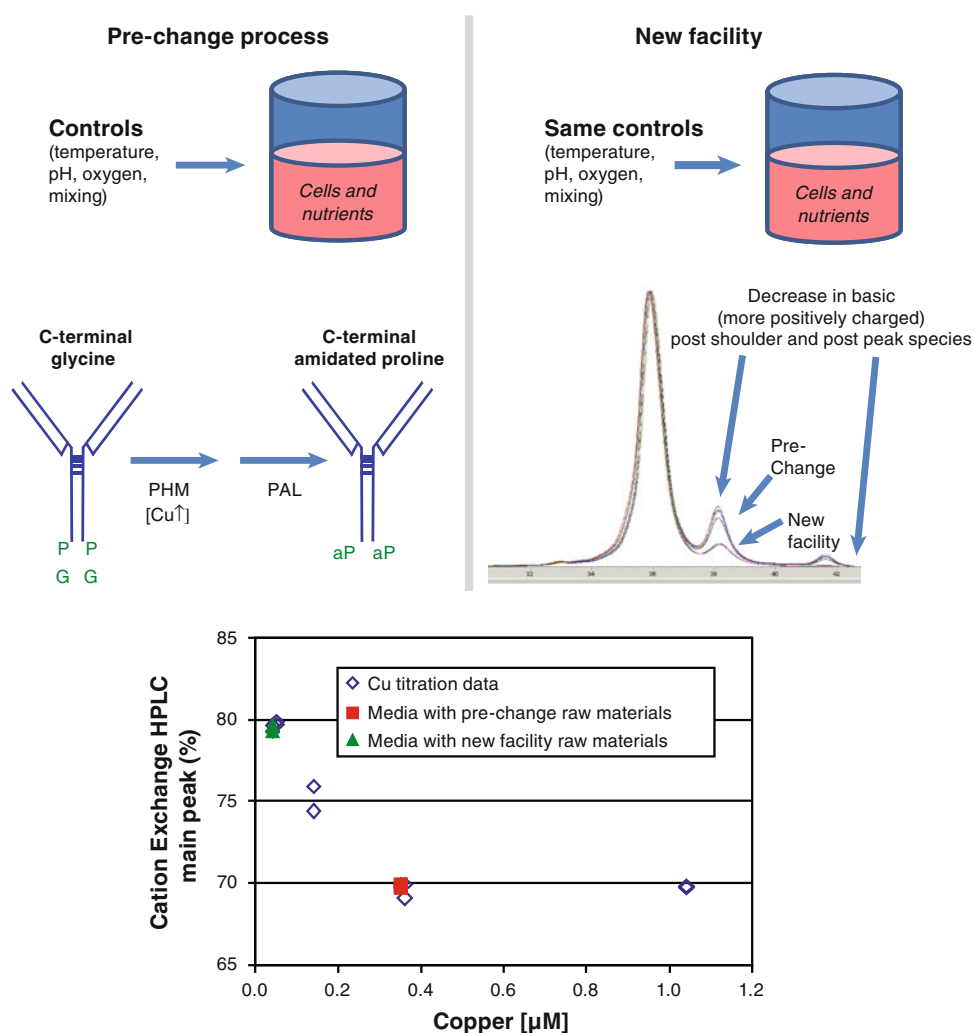 Pre-change process
Controls
(temperature,
pH, oxygen,
mixing)
Cells and
nutrients
C-terminal
glycine
C-terminal
amidated proline
PHM
[Cu↑]
PAL
P P
G G
aP aP
New facility
Same controls
(temperature,
pH, oxygen,
mixing)
Cells and
nutrients
Decrease in basic
(more positively charged)
post shoulder and post peak species
Pre-
Change
New
facility
32 34 36 38 40 42
Cation Exchange HPLC
main peak (%)
85
80
75
70
65
Cu titration data
Media with pre-change raw materials
Media with new facility raw materials
0.0 0.2 0.4 0.6 0.8 1.0 1.2
Copper [µM]